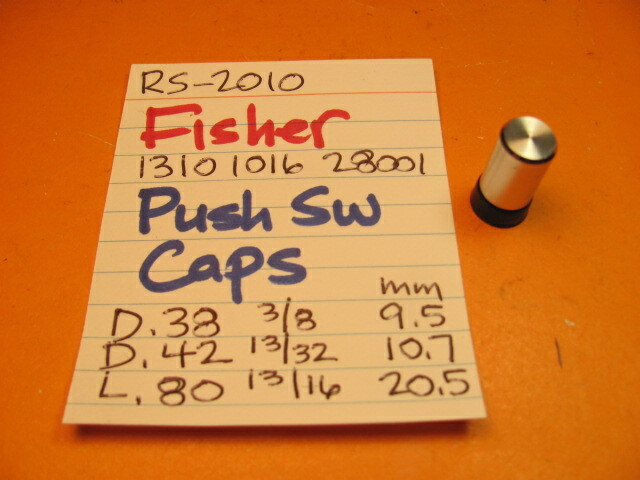 RS-2010
Fisher
1310 1016 28001
Push Sw
Caps
mm
D.38 3/8 9.5
D.42 13/32 10.7
L.80 13/16 20.5